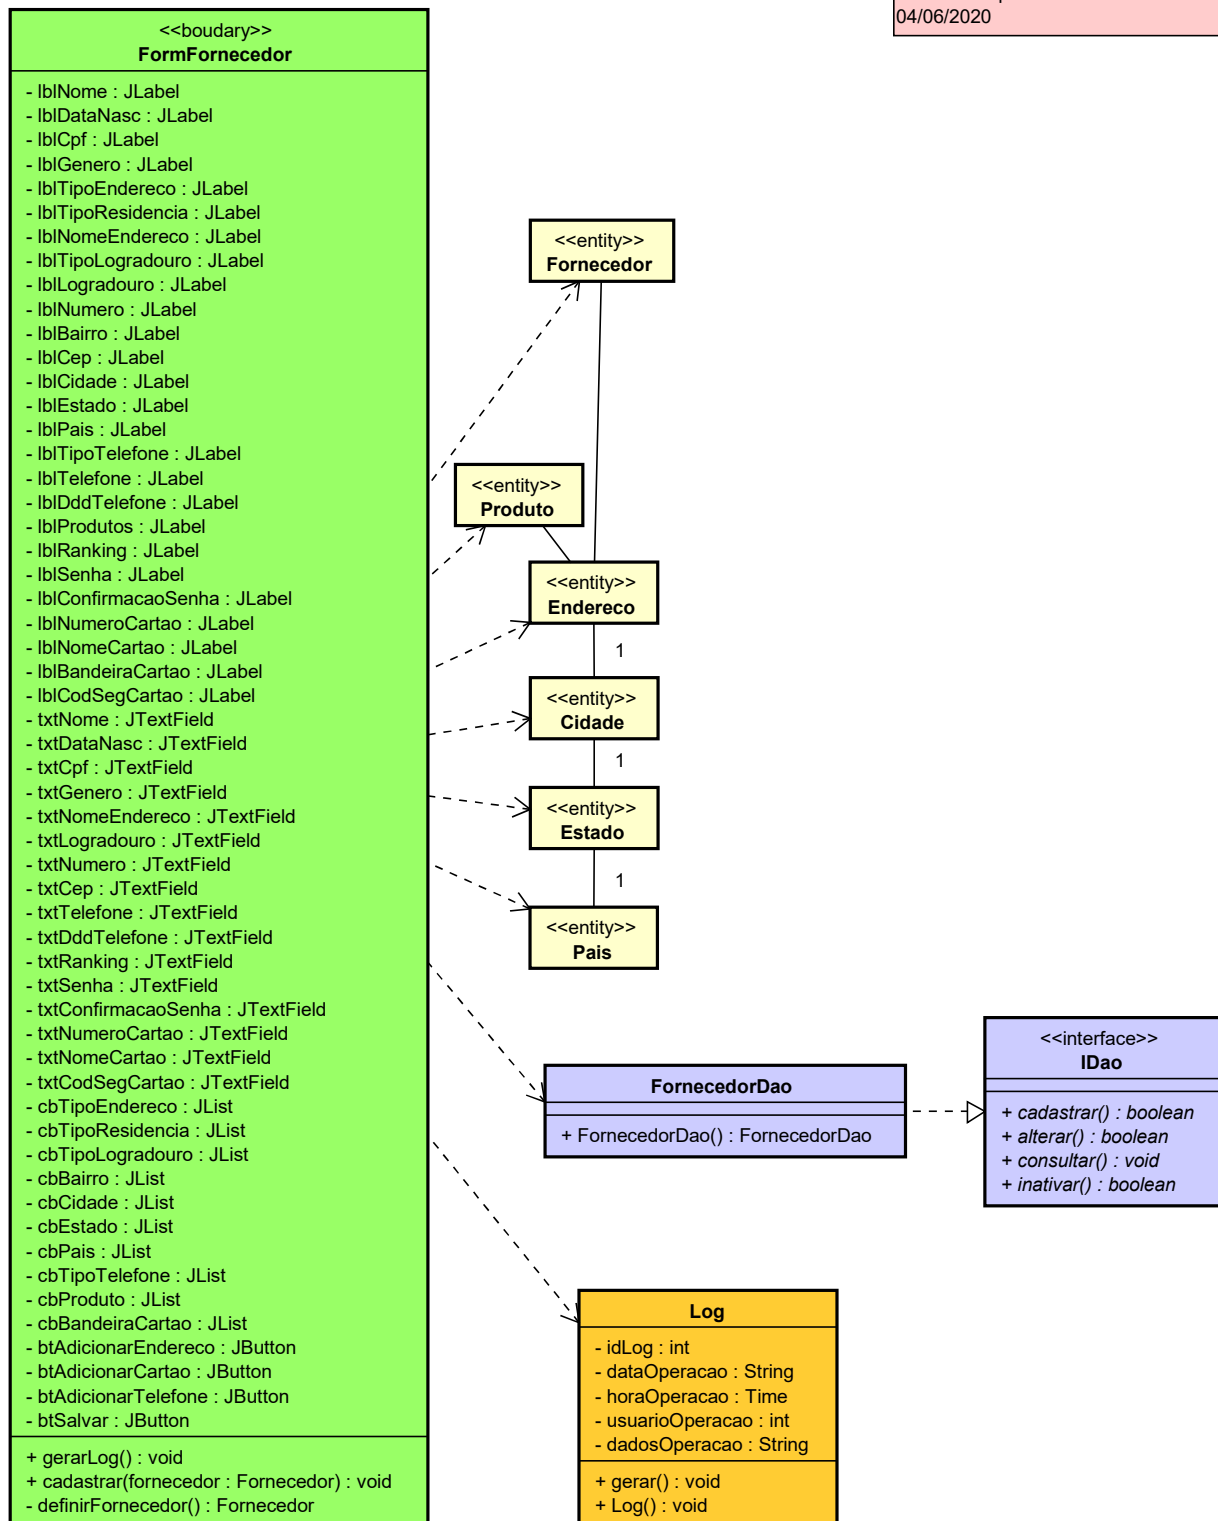 04/06/2020
<<boudary>>
FormFornecedor
- lblNome : JLabel
- lblDataNasc : JLabel
- lblCpf : JLabel
- lblGenero : JLabel
- lblTipoEndereco : JLabel
- lblTipoResidencia : JLabel
- lblNomeEndereco : JLabel
- lblTipoLogradouro : JLabel
- lblLogradouro : JLabel
- lblNumero : JLabel
- lblBairro : JLabel
- lblCep : JLabel
- lblCidade : JLabel
- lblEstado : JLabel
- lblPais : JLabel
- lblTipoTelefone : JLabel
- lblTelefone : JLabel
- lblDddTelefone : JLabel
- lblProdutos : JLabel
- lblRanking : JLabel
- lblSenha : JLabel
- lblConfirmacaoSenha : JLabel
- lblNumeroCartao : JLabel
- lblNomeCartao : JLabel
- lblBandeiraCartao : JLabel
- lblCodSegCartao : JLabel
- txtNome : JTextField
- txtDataNasc : JTextField
- txtCpf : JTextField
- txtGenero : JTextField
- txtNomeEndereco : JTextField
- txtLogradouro : JTextField
- txtNumero : JTextField
- txtCep : JTextField
- txtTelefone : JTextField
- txtDddTelefone : JTextField
- txtRanking : JTextField
- txtSenha : JTextField
- txtConfirmacaoSenha : JTextField
- txtNumeroCartao : JTextField
- txtNomeCartao : JTextField
- txtCodSegCartao : JTextField
- cbTipoEndereco : JList
- cbTipoResidencia : JList
- cbTipoLogradouro : JList
- cbBairro : JList
- cbCidade : JList
- cbEstado : JList
- cbPais : JList
- cbTipoTelefone : JList
- cbProduto : JList
- cbBandeiraCartao : JList
- btAdicionarEndereco : JButton
- btAdicionarCartao : JButton
- btAdicionarTelefone : JButton
- btSalvar : JButton
+ gerarLog() : void
+ cadastrar(fornecedor : Fornecedor) : void
- definirFornecedor() : Fornecedor
<<entity>>
Fornecedor
<<entity>>
Produto
<<entity>>
Endereco
1
<<entity>>
Cidade
1
<<entity>>
Estado
1
<<entity>>
Pais
FornecedorDao
+ FornecedorDao() : FornecedorDao
<<interface>>
IDao
+ cadastrar() : boolean
+ alterar() : boolean
+ consultar() : void
+ inativar() : boolean
Log
- idLog : int
- dataOperacao : String
- horaOperacao : Time
- usuarioOperacao : int
- dadosOperacao : String
+ gerar() : void
+ Log() : void